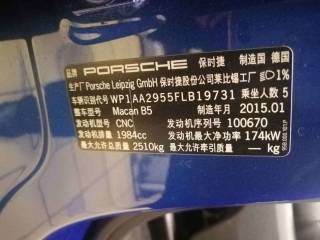 品牌 PORSCHE 保时捷 制造国 德国
生产厂 Porsche Leipzig GmbH 保时捷股份公司莱比锡工厂 1%
车辆识别代号 WP1AA2955FLB19731 乘坐人数 5
整车型号 Macan B5 制造年月 2015.01
发动机型号 CNC 发动机序列号 100670
发动机排量 1984cc 发动机最大净功率 174kW
最大总质量 2510kg 最大允许牵引质量 — kg